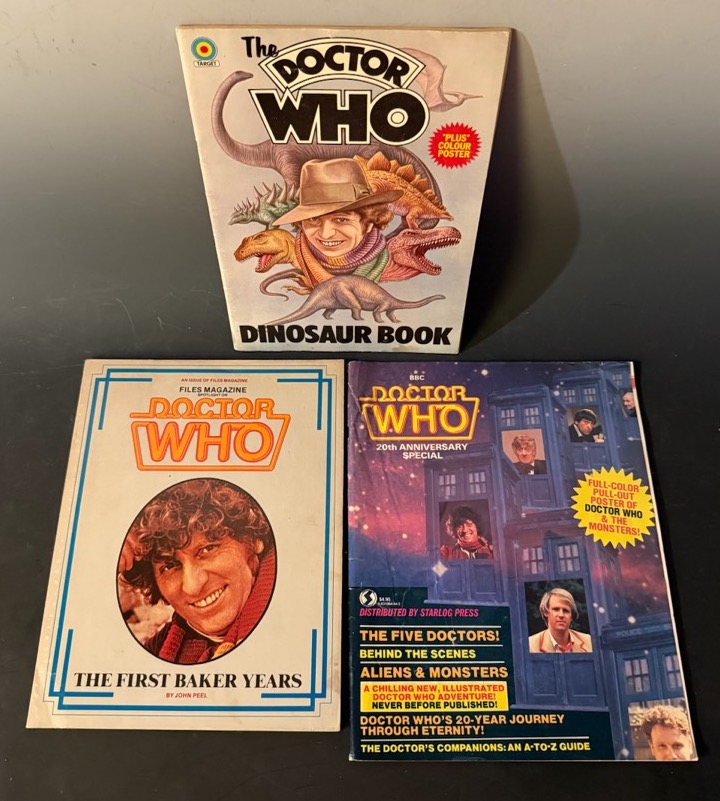 The
DOCTOR
WHO
TARGET
"PLUS"
COLOUR
POSTER
DINOSAUR BOOK
AN ISSUE OF FILES MAGAZINE
FILES MAGAZINE
SPOTLIGHT ON
DOCTOR
WHO
THE FIRST BAKER YEARS
BY JOHN PEEL
BBC
DOCTOR
WHO
20th ANNIVERSARY
SPECIAL
FULL-COLOR
PULL-OUT
POSTER OF
DOCTOR WHO
& THE
MONSTERS!
$4.95
DISTRIBUTED BY STARLOG PRESS
THE FIVE DOCTORS!
BEHIND THE SCENES
ALIENS & MONSTERS
A CHILLING NEW, ILLUSTRATED
DOCTOR WHO ADVENTURE!
NEVER BEFORE PUBLISHED!
DOCTOR WHO'S 20-YEAR JOURNEY
THROUGH ETERNITY!
THE DOCTOR'S COMPANIONS: AN A-TO-Z GUIDE